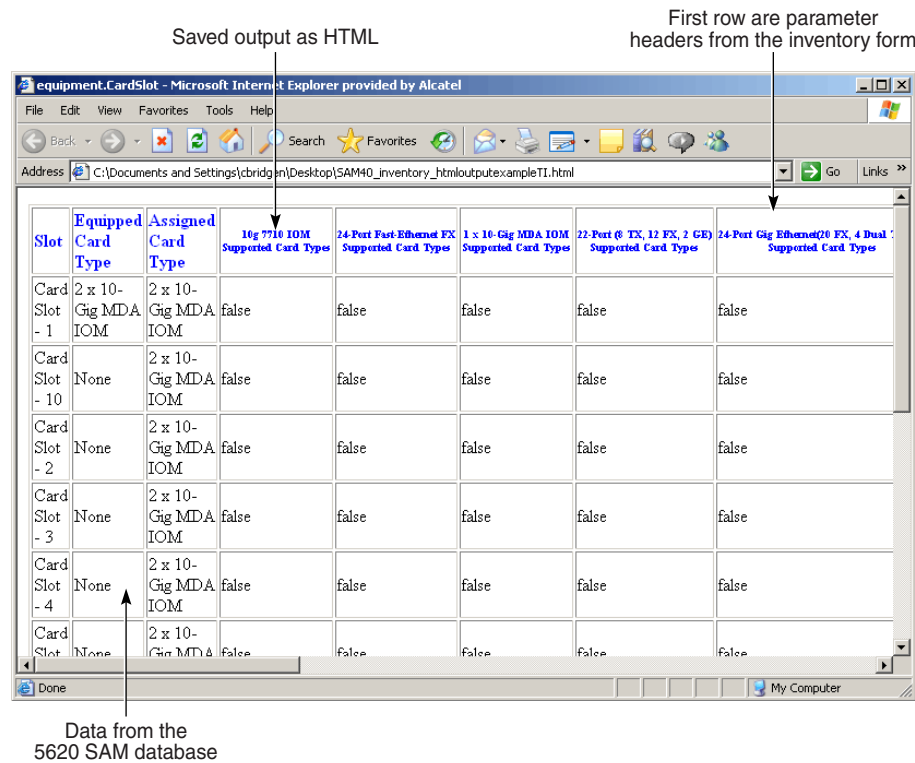 First row are parameter
headers from the inventory form
Saved output as HTML
equipment.CardSlot - Microsoft Internet Explorer provided by Alcatel
File Edit View Favorites Tools Help
Back Search Favorites
Address C:\Documents and Settings\cbridgen\Desktop\SAM40_inventory_htmloutputexampleTI.html Go Links »
Slot Equipped Card Type Assigned Card Type 10g 7710 IOM Supported Card Types 24-Port Fast-Ethernet FX Supported Card Types 1 x 10-Gig MDA IOM Supported Card Types 22-Port (8 TX, 12 FX, 2 GE) Supported Card Types 24-Port Gig Ethernet(20 FX, 4 Dual Supported Card Types
Card Slot - 1 2 x 10-Gig MDA IOM 2 x 10-Gig MDA IOM false false false false false
Card Slot - 10 None 2 x 10-Gig MDA IOM false false false false false
Card Slot - 2 None 2 x 10-Gig MDA IOM false false false false false
Card Slot - 3 None 2 x 10-Gig MDA IOM false false false false false
Card Slot - 4 None 2 x 10-Gig MDA IOM false false false false false
Card Slot None 2 x 10-Gig MDA false false false false false
Done My Computer
Data from the
5620 SAM database